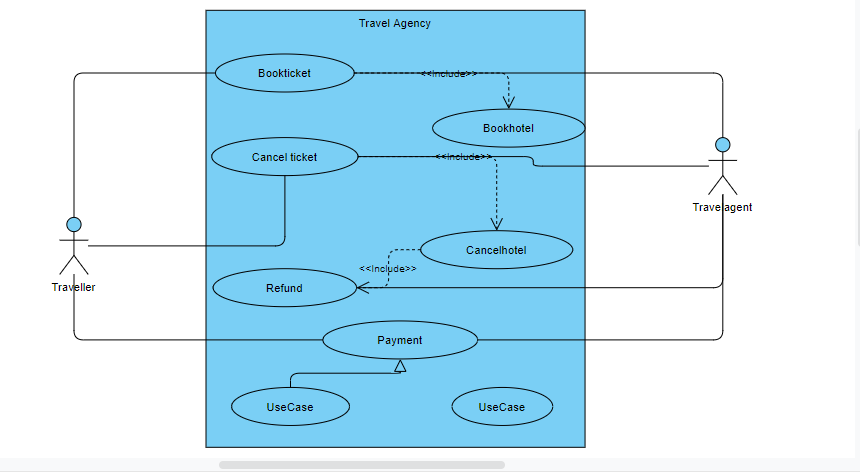 Travel Agency
Bookticket
<<Include>>
Bookhotel
Cancel ticket
<<Include>>
Travelagent
Cancelhotel
<<Include>>
Traveller
Refund
Payment
UseCase
UseCase